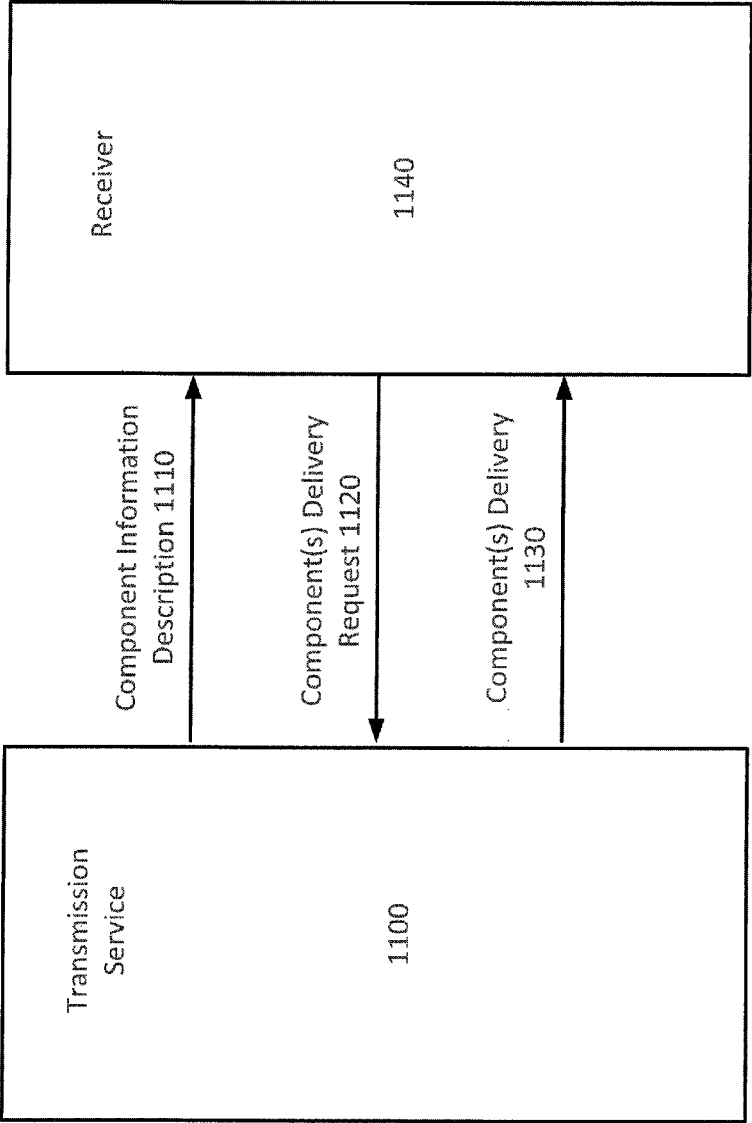 Transmission
Service
1100
Component Information
Description 1110
Component(s) Delivery
Request 1120
Component(s) Delivery
1130
Receiver
1140